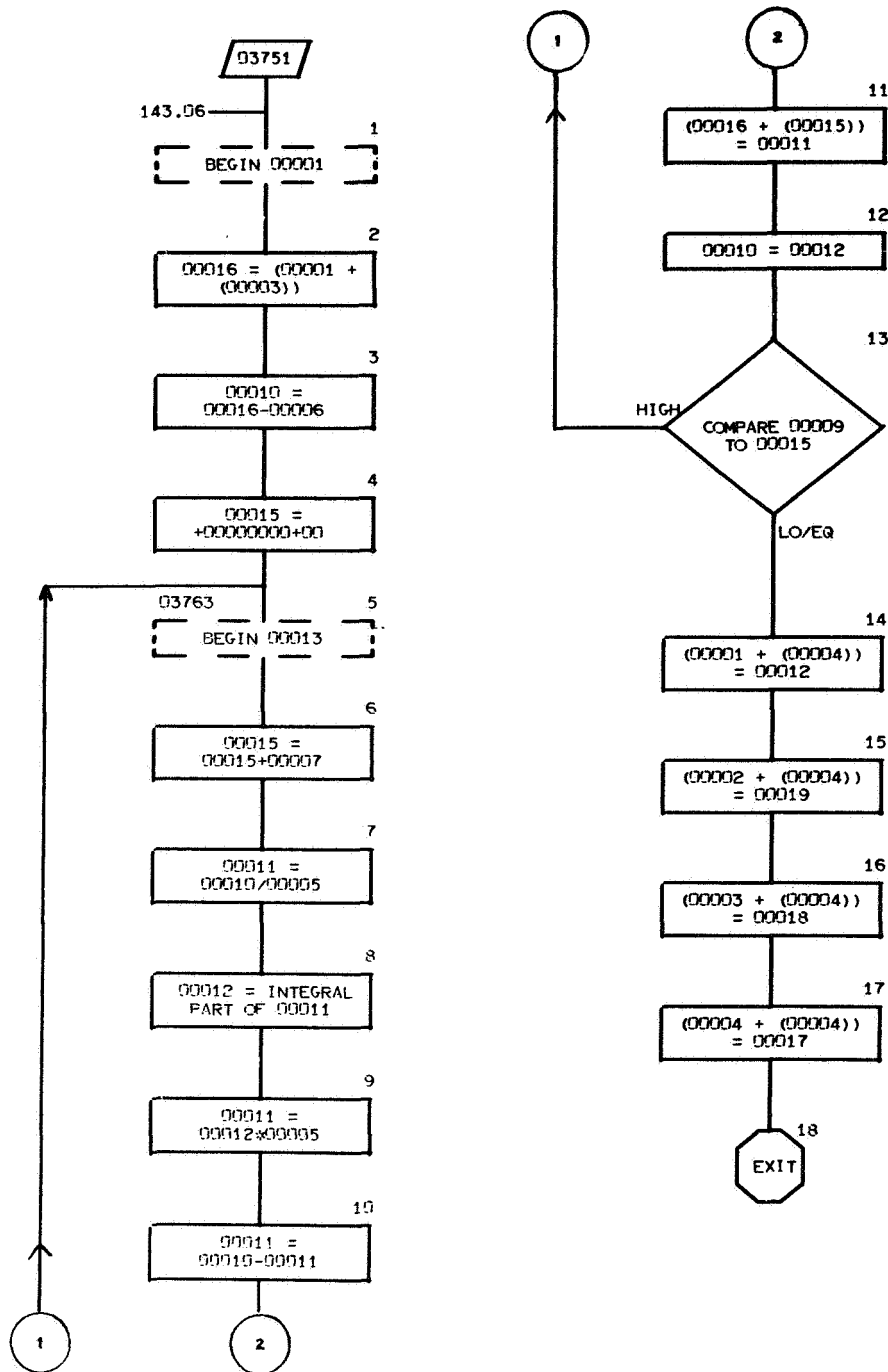 03751
143.06
1
BEGIN 00001
2
00016 = (00001 +
(00003))
3
00010 =
00016-00006
4
00015 =
+00000000+00
03763
5
BEGIN 00013
6
00015 =
00015+00007
7
00011 =
00010/00005
8
00012 = INTEGRAL
PART OF 00011
9
00011 =
00012*00005
10
00011 =
00010-00011
1
2
1
2
11
(00016 + (00015))
= 00011
12
00010 = 00012
13
HIGH
COMPARE 00009
TO 00015
LO/EQ
14
(00001 + (00004))
= 00012
15
(00002 + (00004))
= 00019
16
(00003 + (00004))
= 00018
17
(00004 + (00004))
= 00017
18
EXIT